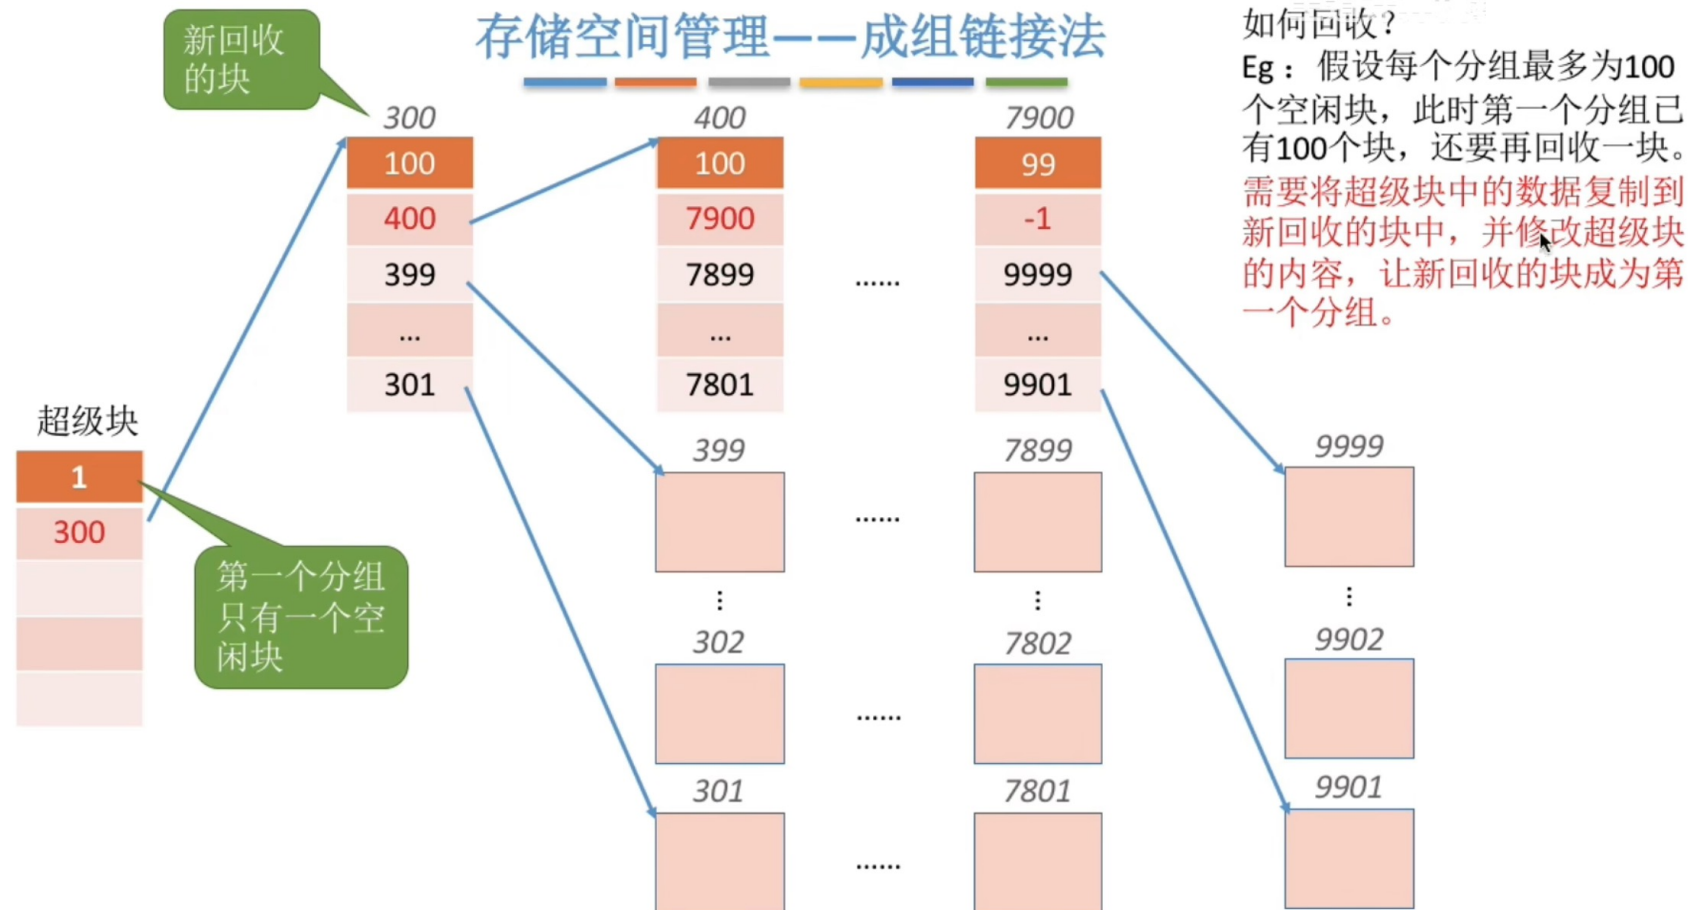 存储空间管理——成组链接法
新回收
的块
300
100
400
399
...
301
400
100
7900
7899
...
7801
......
7900
99
-1
9999
...
9901
超级块
1
300
第一个分组
只有一个空
闲块
399
......
7899
9999
302
......
7802
9902
301
......
7801
9901
如何回收？
Eg：假设每个分组最多为100
个空闲块，此时第一个分组已
有100个块，还要再回收一块。
需要将超级块中的数据复制到
新回收的块中，并修改超级块
的内容，让新回收的块成为第
一个分组。